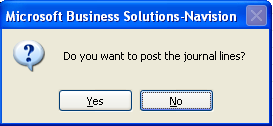 Microsoft Business Solutions-Navision
Do you want to post the journal lines?
Yes
No